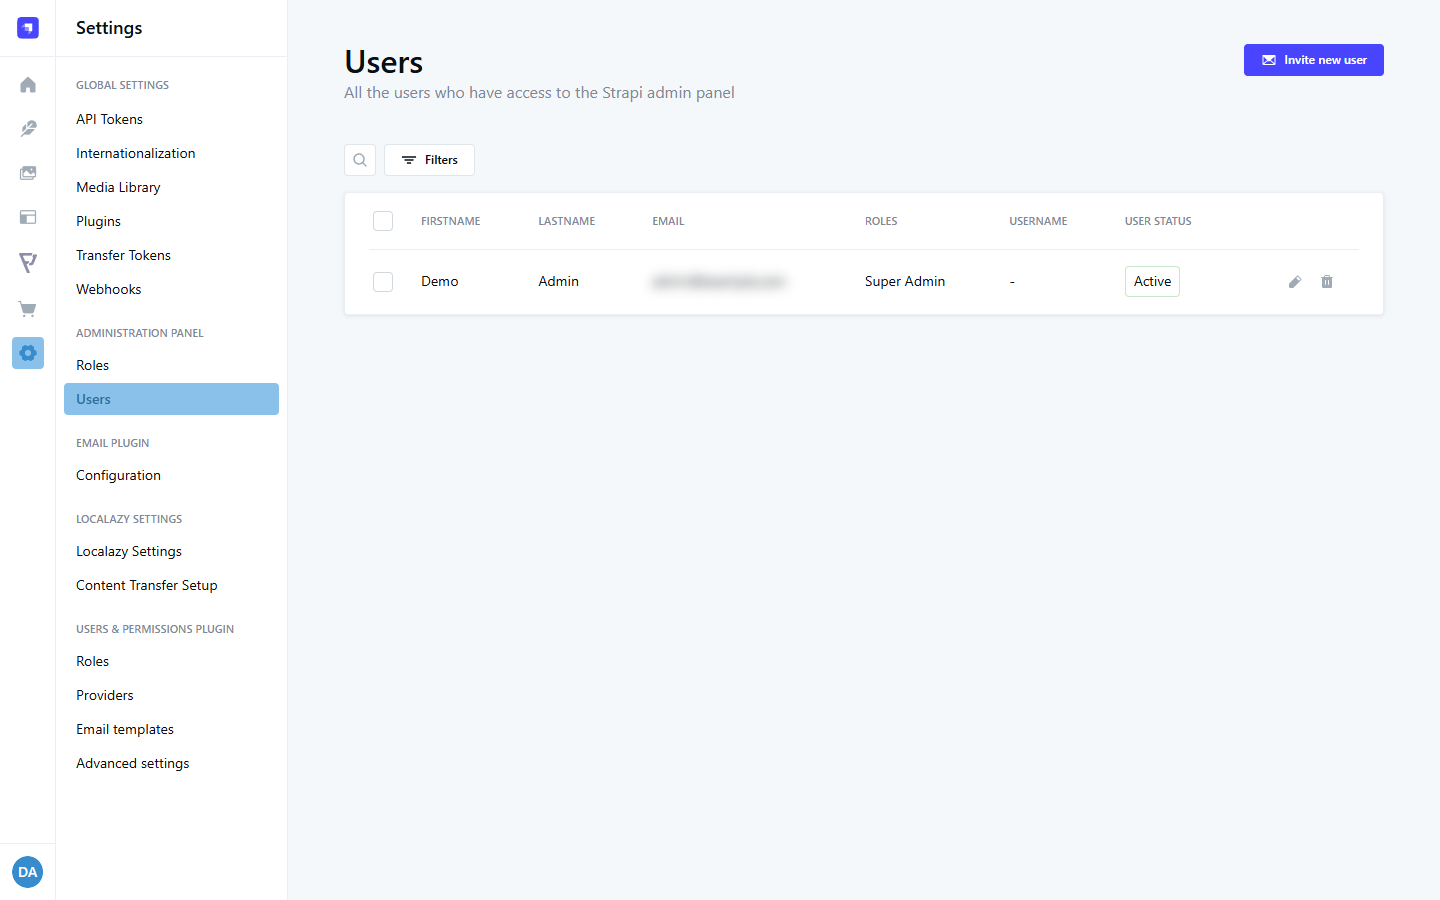 Settings
GLOBAL SETTINGS
API Tokens
Internationalization
Media Library
Plugins
Transfer Tokens
Webhooks
ADMINISTRATION PANEL
Roles
Users
EMAIL PLUGIN
Configuration
LOCALAZY SETTINGS
Localazy Settings
Content Transfer Setup
USERS & PERMISSIONS PLUGIN
Roles
Providers
Email templates
Advanced settings
DA
Users
Invite new user
All the users who have access to the Strapi admin panel
Filters
FIRSTNAME LASTNAME EMAIL ROLES USERNAME USER STATUS
Demo Admin Super Admin - Active